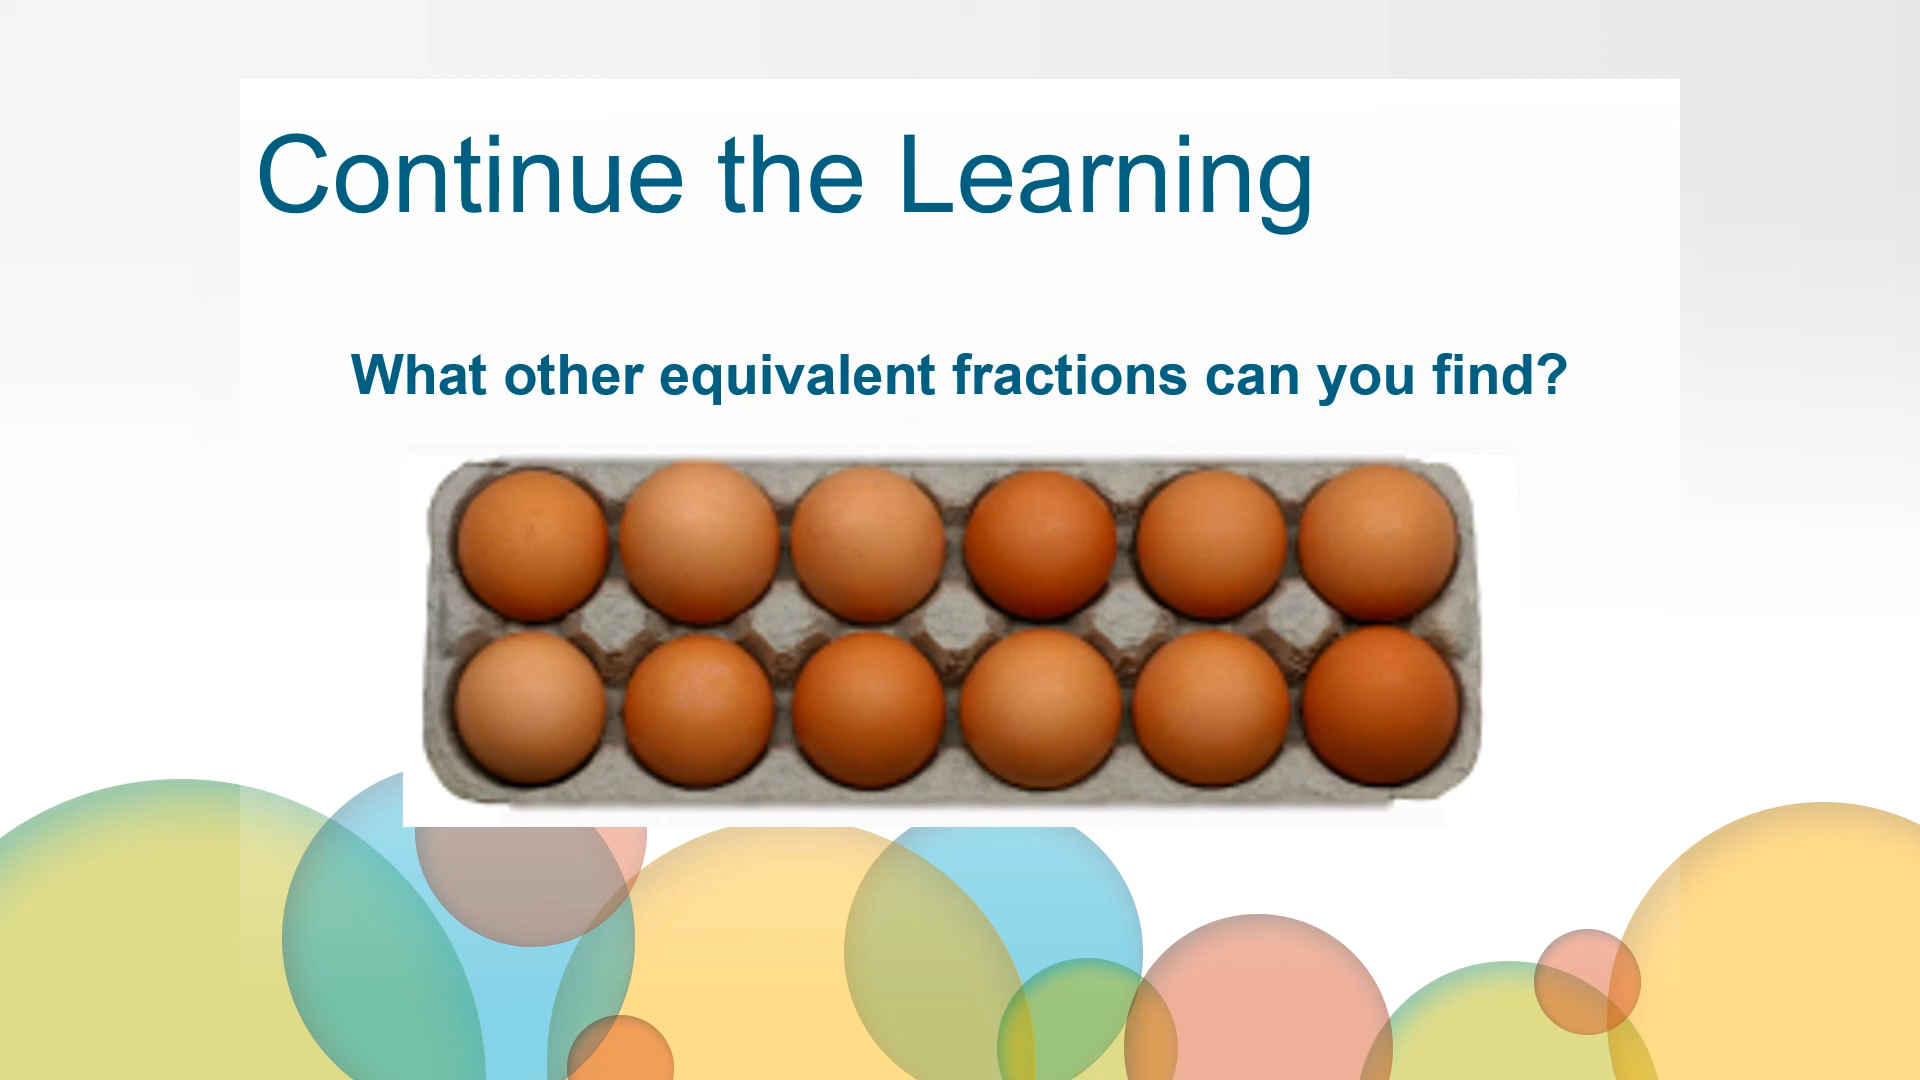 Continue the Learning
What other equivalent fractions can you find?